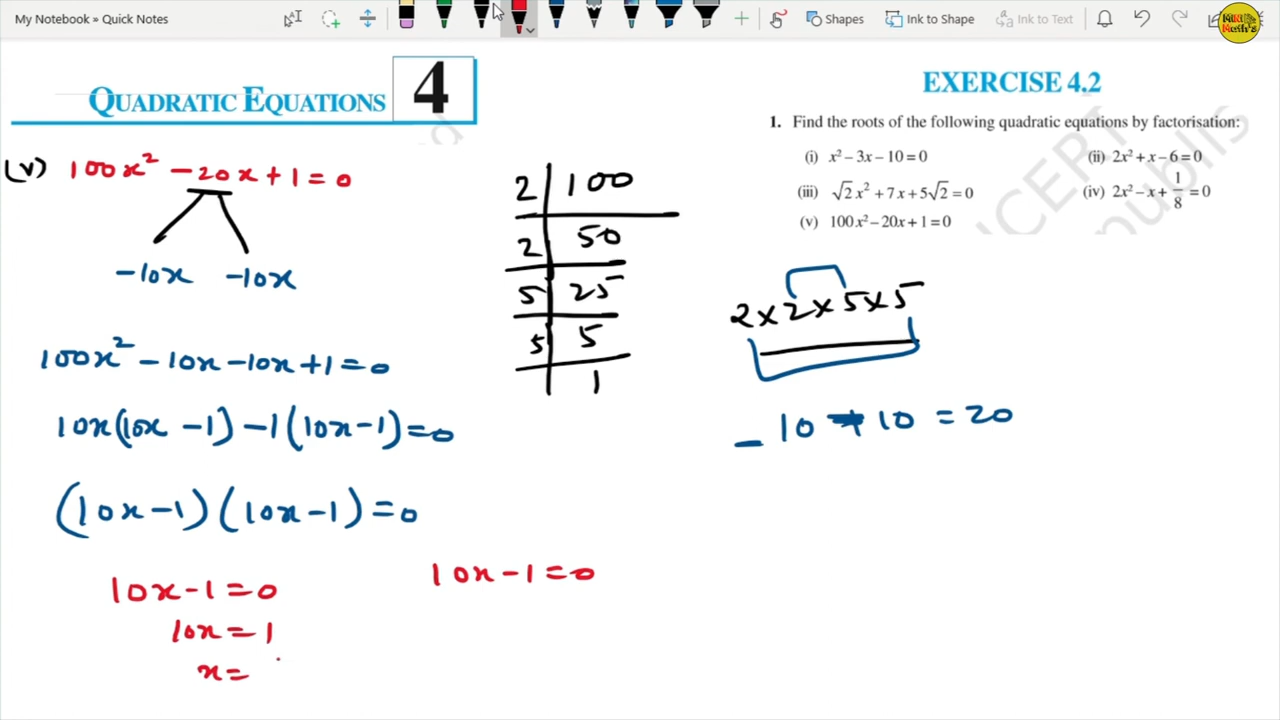 My Notebook » Quick Notes
Shapes
Ink to Shape
Ink to Text
QUADRATIC EQUATIONS 4
EXERCISE 4.2
1. Find the roots of the following quadratic equations by factorisation:
(i) x² – 3x – 10 = 0
(ii) 2x² + x – 6 = 0
(iii) √2 x² + 7x + 5√2 = 0
(iv) 2x² – x + 1/8 = 0
(v) 100 x² – 20x + 1 = 0
(v) 100x² – 20x + 1 = 0
-10x -10x
100x² - 10x - 10x + 1 = 0
10x(10x - 1) - 1(10x - 1) = 0
(10x - 1)(10x - 1) = 0
10x - 1 = 0
10x = 1
x =
10x - 1 = 0
2 | 100
2 | 50
5 | 25
5 | 5
1
2 x 2 x 5 x 5
= 20